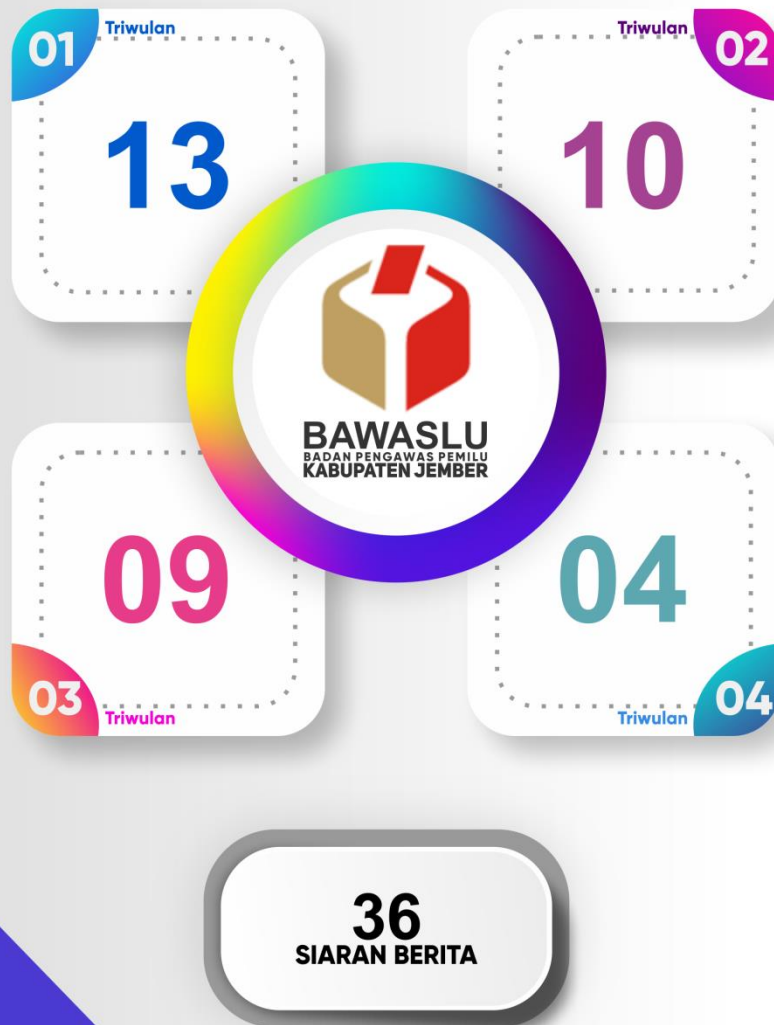 01
Triwulan
13
Triwulan
02
10
BAWASLU
BADAN PENGAWAS PEMILU
KABUPATEN JEMBER
09
03
Triwulan
04
Triwulan
04
36
SIARAN BERITA